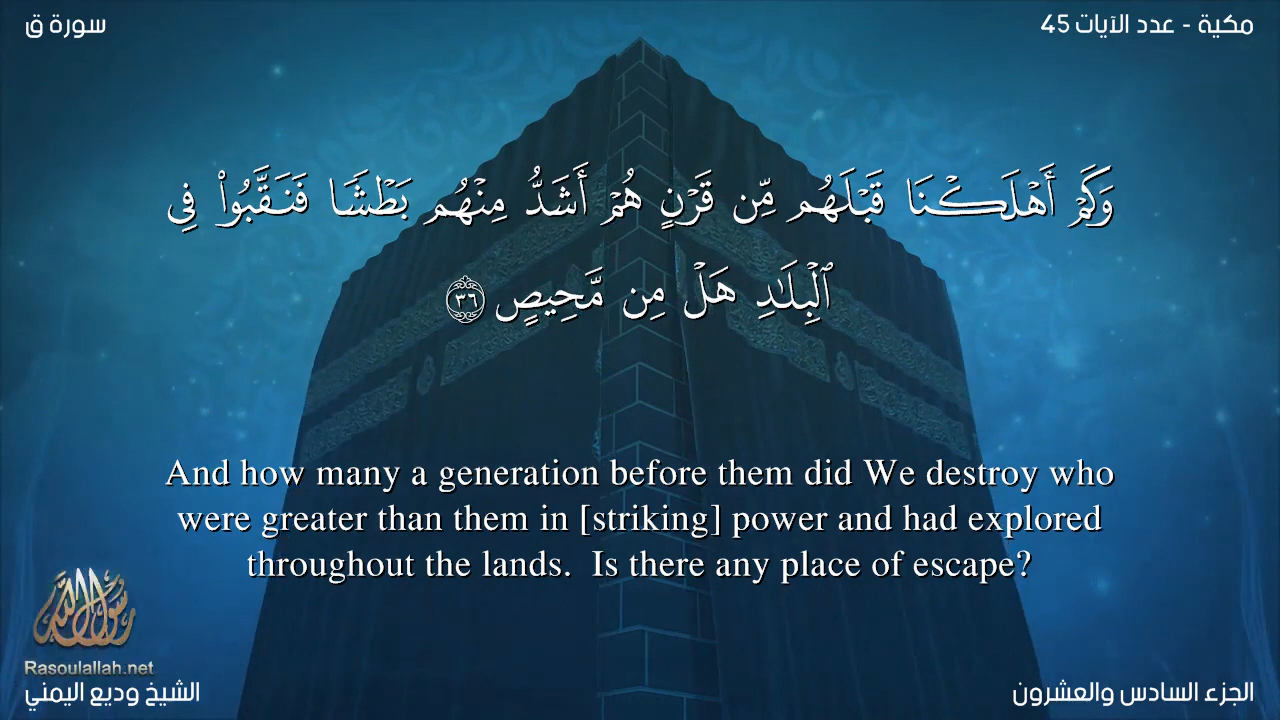 سورة ق
مكية - عدد الآيات 45
وَكَمْ أَهْلَكْنَا قَبْلَهُم مِّن قَرْنٍ هُمْ أَشَدُّ مِنْهُم بَطْشًا فَنَقَّبُوا۟ فِى
ٱلْبِلَـٰدِ هَلْ مِن مَّحِيصٍ ٣٦
And how many a generation before them did We destroy who
were greater than them in [striking] power and had explored
throughout the lands.  Is there any place of escape?
رسول الله
Rasoulallah.net
الشيخ وديع اليمني
الجزء السادس والعشرون